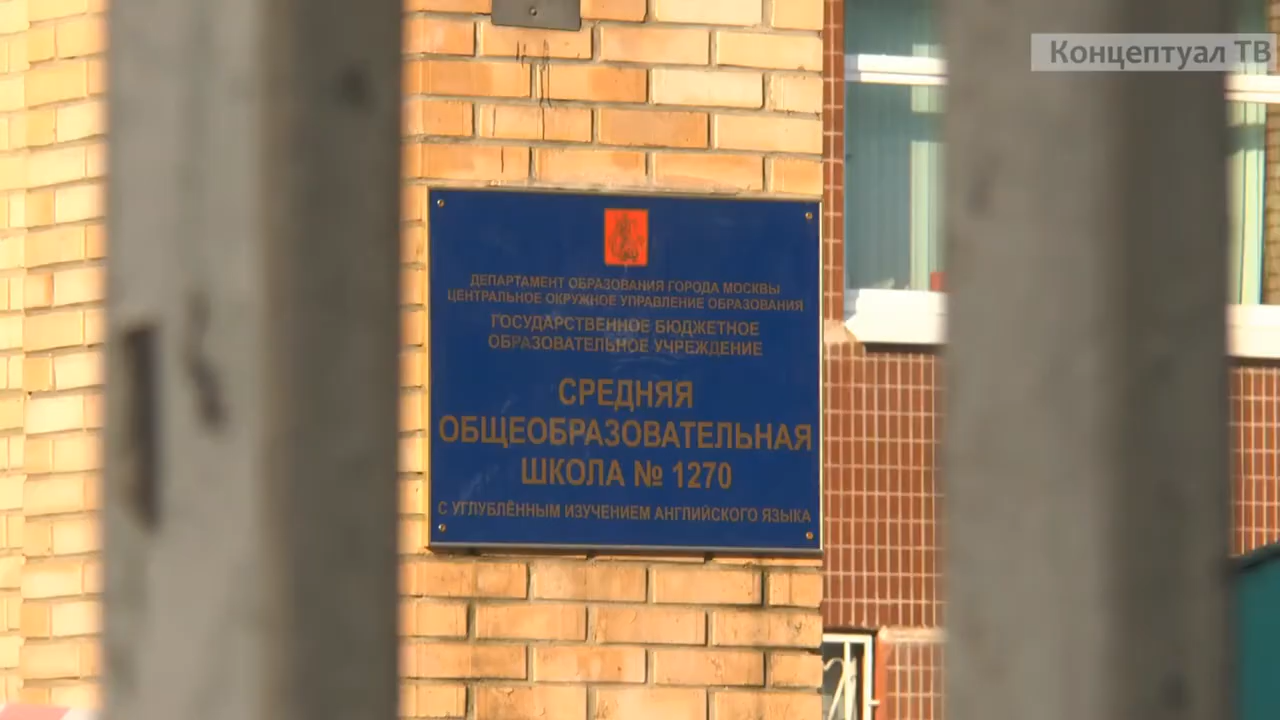 Концептуал ТВ
ДЕПАРТАМЕНТ ОБРАЗОВАНИЯ ГОРОДА МОСКВЫ
ЦЕНТРАЛЬНОЕ ОКРУЖНОЕ УПРАВЛЕНИЕ ОБРАЗОВАНИЯ
ГОСУДАРСТВЕННОЕ БЮДЖЕТНОЕ
ОБРАЗОВАТЕЛЬНОЕ УЧРЕЖДЕНИЕ
СРЕДНЯЯ
ОБЩЕОБРАЗОВАТЕЛЬНАЯ
ШКОЛА № 1270
С УГЛУБЛЁННЫМ ИЗУЧЕНИЕМ АНГЛИЙСКОГО ЯЗЫКА